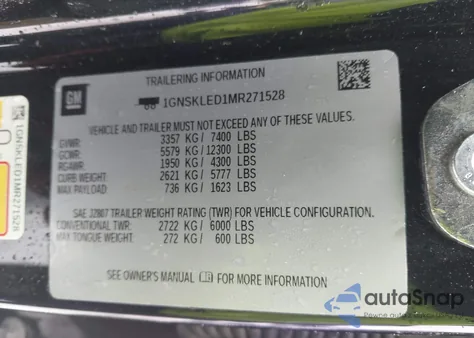 TRAILERING INFORMATION
GM
1GNSKLED1MR271528
VEHICLE AND TRAILER MUST NOT EXCEED ANY OF THESE VALUES.
GVWR: 3357 KG / 7400 LBS
GCWR: 5579 KG / 12300 LBS
RGAWR: 1950 KG / 4300 LBS
CURB WEIGHT: 2621 KG / 5777 LBS
MAX PAYLOAD: 736 KG / 1623 LBS
SAE J2807 TRAILER WEIGHT RATING (TWR) FOR VEHICLE CONFIGURATION.
CONVENTIONAL TWR: 2722 KG / 6000 LBS
MAX TONGUE WEIGHT: 272 KG / 600 LBS
SEE OWNER'S MANUAL FOR MORE INFORMATION
1GNSKLED1MR271528
autoSnap